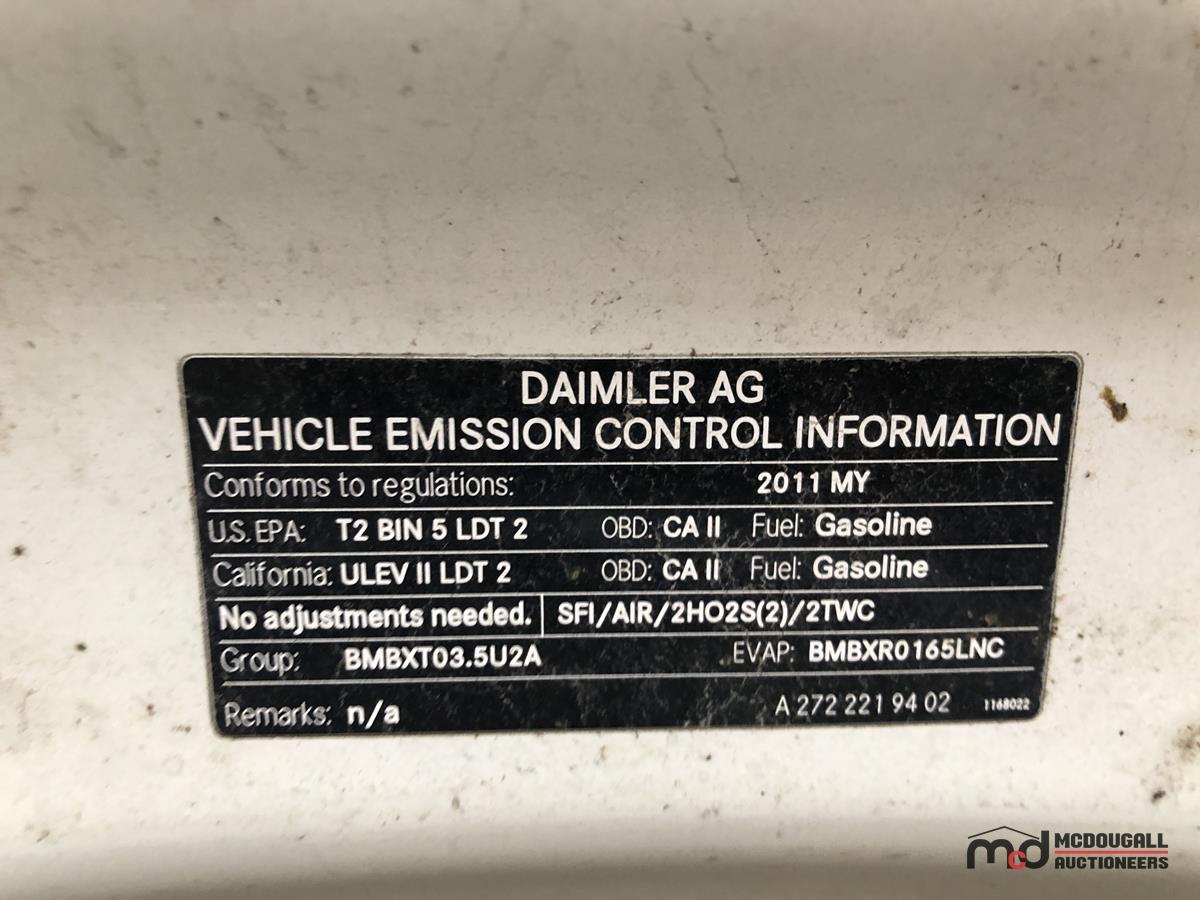 DAIMLER AG
VEHICLE EMISSION CONTROL INFORMATION
Conforms to regulations: 2011 MY
U.S. EPA: T2 BIN 5 LDT 2 OBD: CA II Fuel: Gasoline
California: ULEV II LDT 2 OBD: CA II Fuel: Gasoline
No adjustments needed. SFI/AIR/2HO2S(2)/2TWC
Group: BMBXT03.5U2A EVAP: BMBXR0165LNC
Remarks: n/a A 272 221 94 02 1168022
mcd MCDOUGALL
AUCTIONEERS